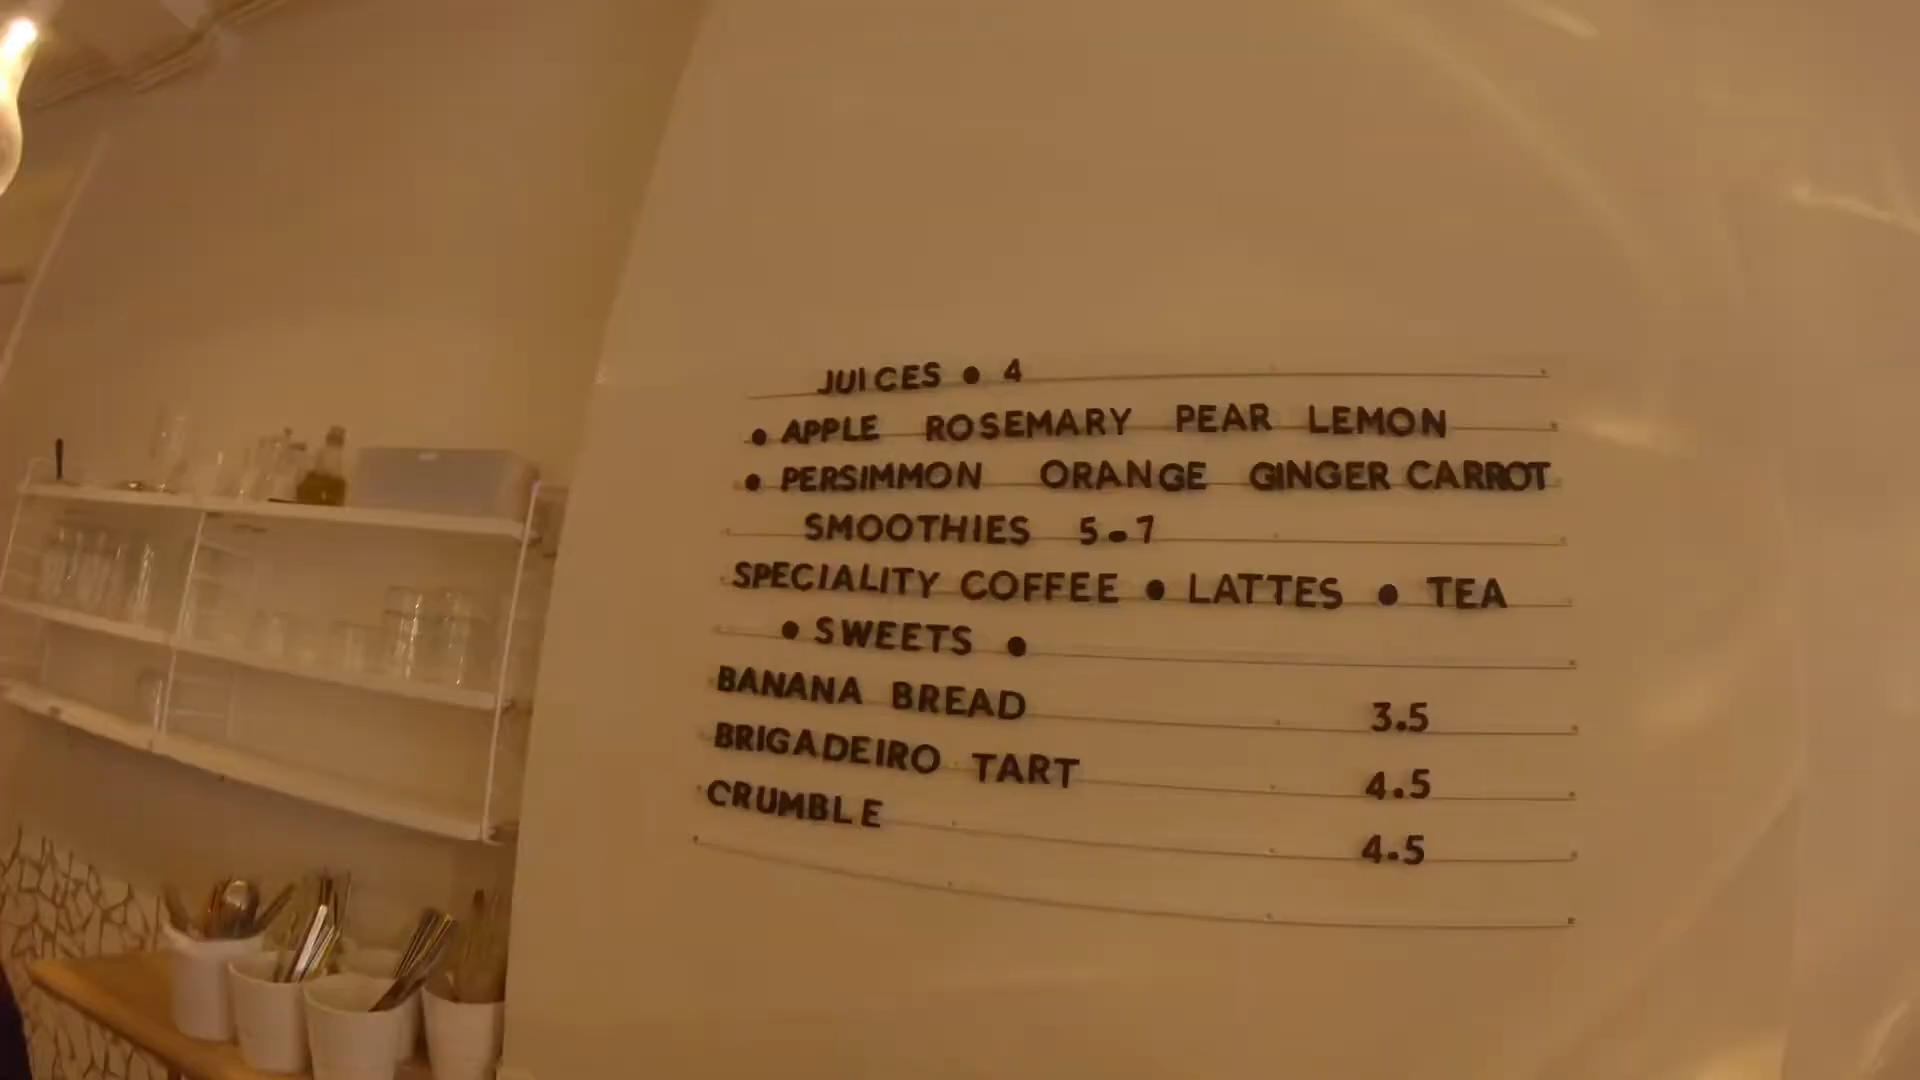 JUICES • 4
• APPLE ROSEMARY PEAR LEMON
• PERSIMMON ORANGE GINGER CARROT
SMOOTHIES 5-7
SPECIALITY COFFEE • LATTES • TEA
• SWEETS •
BANANA BREAD 3.5
BRIGADEIRO TART 4.5
CRUMBLE 4.5